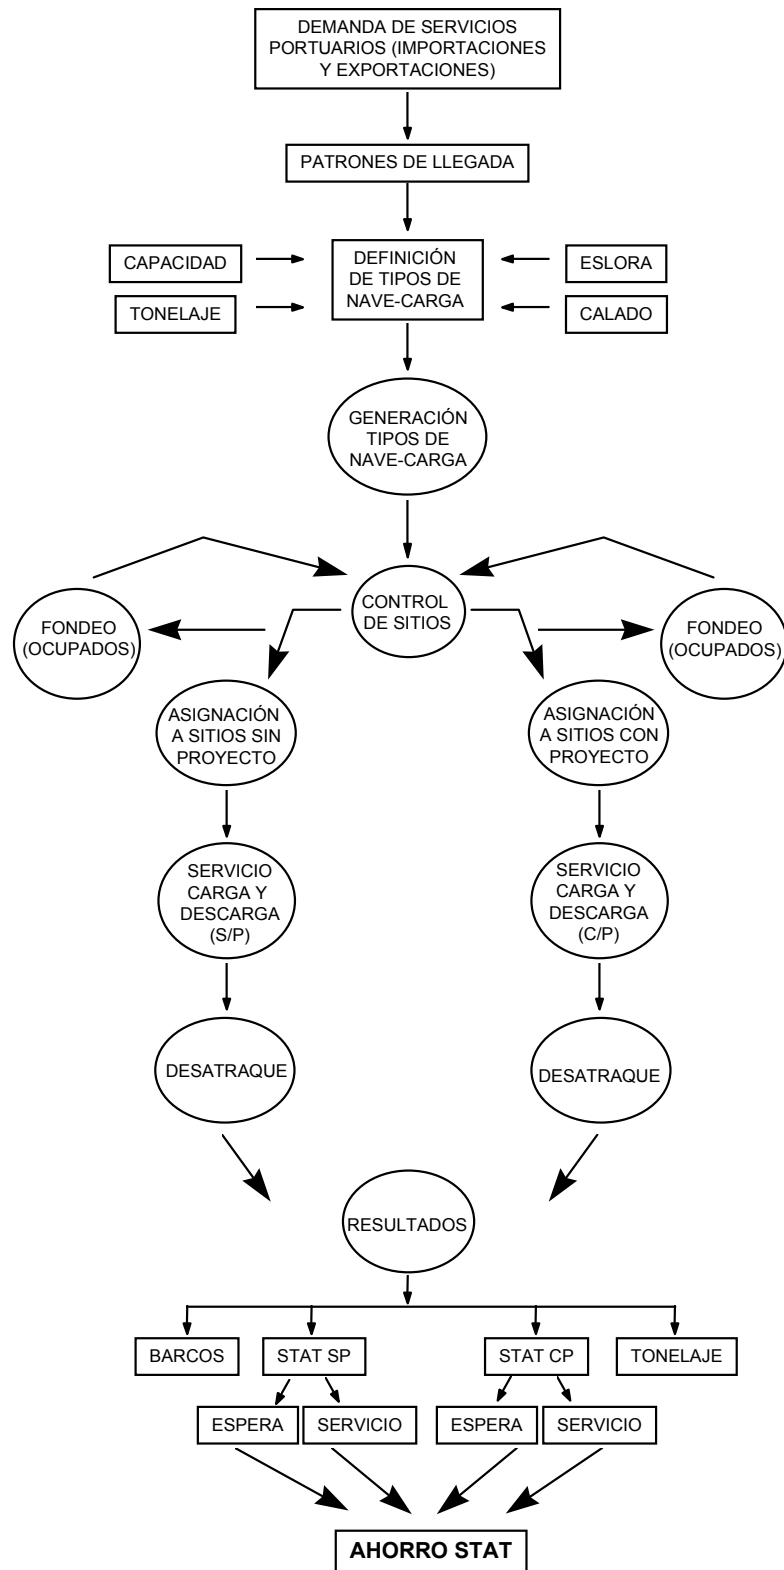 DEMANDA DE SERVICIOS
PORTUARIOS (IMPORTACIONES
Y EXPORTACIONES)
PATRONES DE LLEGADA
CAPACIDAD
TONELAJE
DEFINICIÓN
DE TIPOS DE
NAVE-CARGA
ESLORA
CALADO
GENERACIÓN
TIPOS DE
NAVE-CARGA
FONDEO
(OCUPADOS)
CONTROL
DE SITIOS
FONDEO
(OCUPADOS)
ASIGNACIÓN
A SITIOS SIN
PROYECTO
ASIGNACIÓN
A SITIOS CON
PROYECTO
SERVICIO
CARGA Y
DESCARGA
(S/P)
SERVICIO
CARGA Y
DESCARGA
(C/P)
DESATRAQUE
DESATRAQUE
RESULTADOS
BARCOS
STAT SP
STAT CP
TONELAJE
ESPERA
SERVICIO
ESPERA
SERVICIO
AHORRO STAT